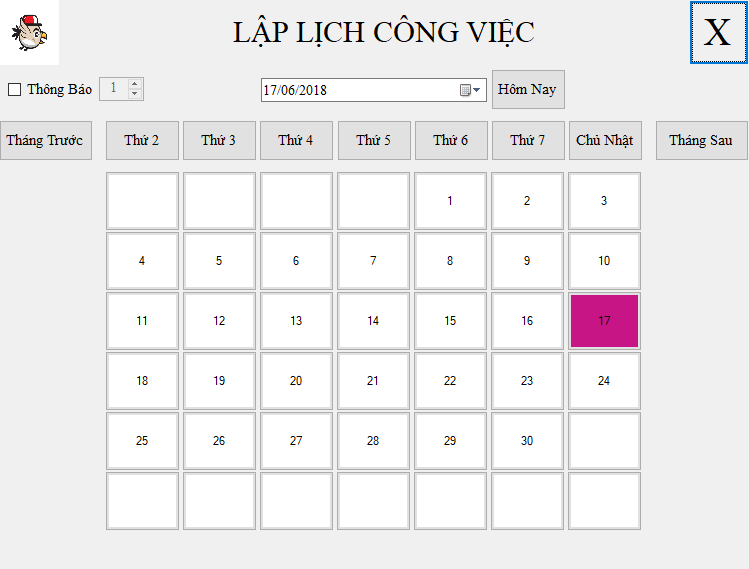 LẬP LỊCH CÔNG VIỆC X
Thông Báo 1 17/06/2018 Hôm Nay
Tháng Trước Thứ 2 Thứ 3 Thứ 4 Thứ 5 Thứ 6 Thứ 7 Chủ Nhật Tháng Sau
1 2 3
4 5 6 7 8 9 10
11 12 13 14 15 16 17
18 19 20 21 22 23 24
25 26 27 28 29 30